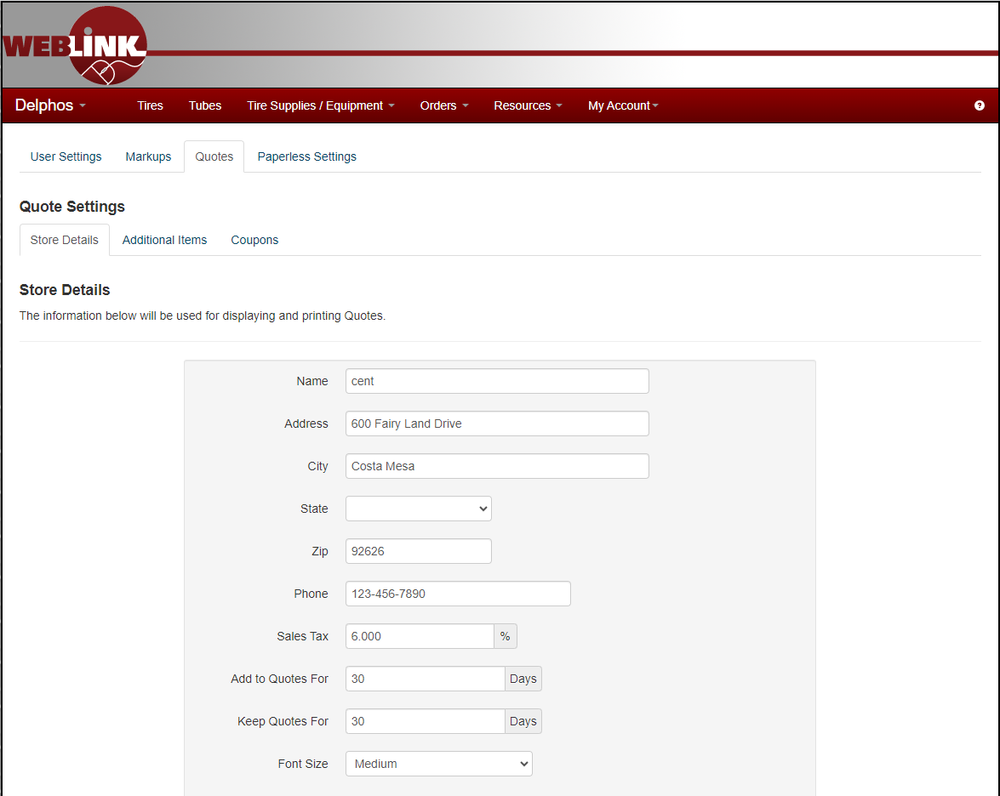 WEBLINK
Delphos Tires Tubes Tire Supplies / Equipment Orders Resources My Account ?
User Settings Markups Quotes Paperless Settings
Quote Settings
Store Details Additional Items Coupons
Store Details
The information below will be used for displaying and printing Quotes.
Name cent
Address 600 Fairy Land Drive
City Costa Mesa
State
Zip 92626
Phone 123-456-7890
Sales Tax 6.000 %
Add to Quotes For 30 Days
Keep Quotes For 30 Days
Font Size Medium